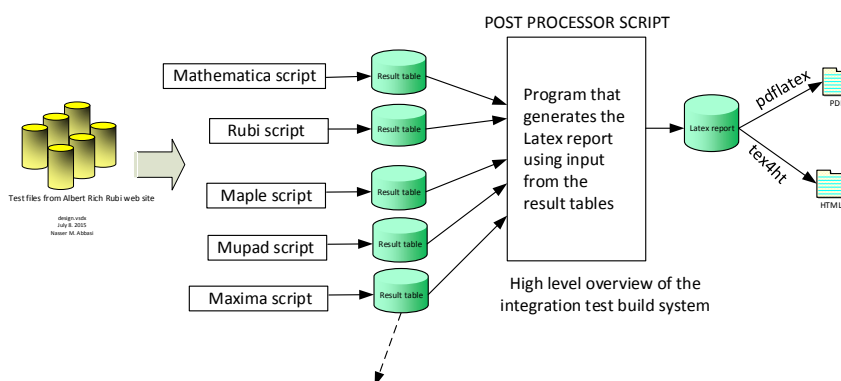 POST PROCESSOR SCRIPT
Mathematica script
Result table
Rubi script
Result table
Maple script
Result table
Mupad script
Result table
Maxima script
Result table
Test files from Albert Rich Rubi web site
design.vsdx
July 8. 2015
Nasser M. Abbasi
Program that
generates the
Latex report
using input
from the
result tables
Latex report
pdflatex
PDF
tex4ht
HTML
High level overview of the
integration test build system